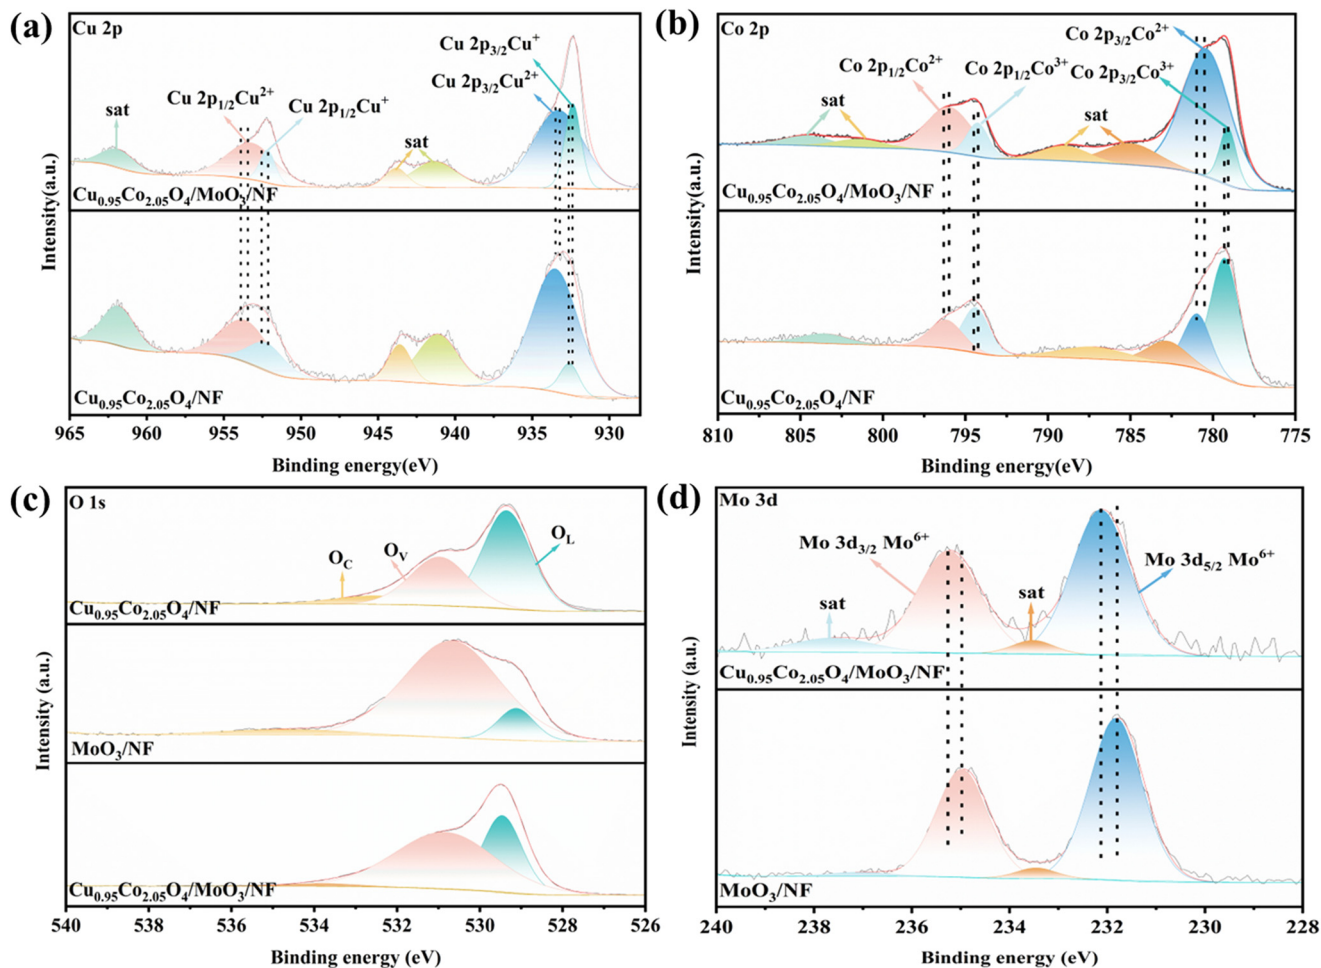 (a)
Cu 2p
Cu 2p3/2Cu+
Cu 2p3/2Cu2+
Cu 2p1/2Cu2+
Cu 2p1/2Cu+
sat
sat
Cu0.95Co2.05O4/MoO3/NF
Cu0.95Co2.05O4/NF
Intensity(a.u.)
965 960 955 950 945 940 935 930
Binding energy(eV)
(b)
Co 2p
Co 2p3/2Co2+
Co 2p1/2Co2+
Co 2p1/2Co3+
Co 2p3/2Co3+
sat
sat
Cu0.95Co2.05O4/MoO3/NF
Cu0.95Co2.05O4/NF
Intensity(a.u.)
810 805 800 795 790 785 780 775
Binding energy(eV)
(c)
O 1s
OC
OV
OL
Cu0.95Co2.05O4/NF
MoO3/NF
Cu0.95Co2.05O4/MoO3/NF
Intensity (a.u.)
540 538 536 534 532 530 528 526
Binding energy (eV)
(d)
Mo 3d
Mo 3d3/2 Mo6+
Mo 3d5/2 Mo6+
sat
sat
Cu0.95Co2.05O4/MoO3/NF
MoO3/NF
Intensity (a.u.)
240 238 235 233 230 228
Binding energy (eV)